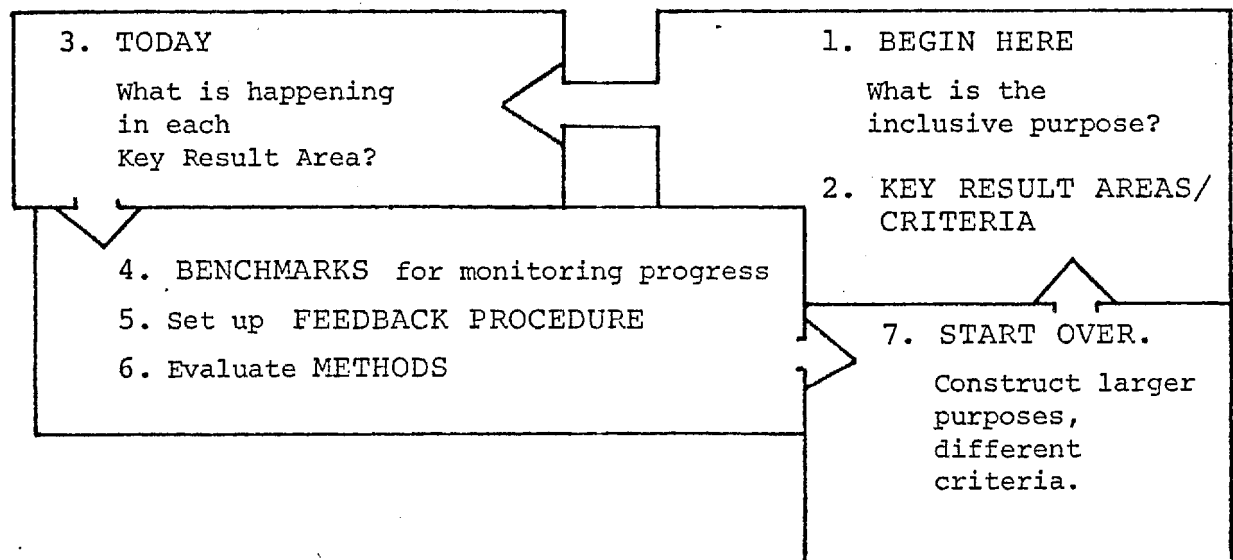 1. BEGIN HERE
What is the
inclusive purpose?
2. KEY RESULT AREAS/
CRITERIA
3. TODAY
What is happening
in each
Key Result Area?
4. BENCHMARKS for monitoring progress
5. Set up FEEDBACK PROCEDURE
6. Evaluate METHODS
7. START OVER.
Construct larger
purposes,
different
criteria.